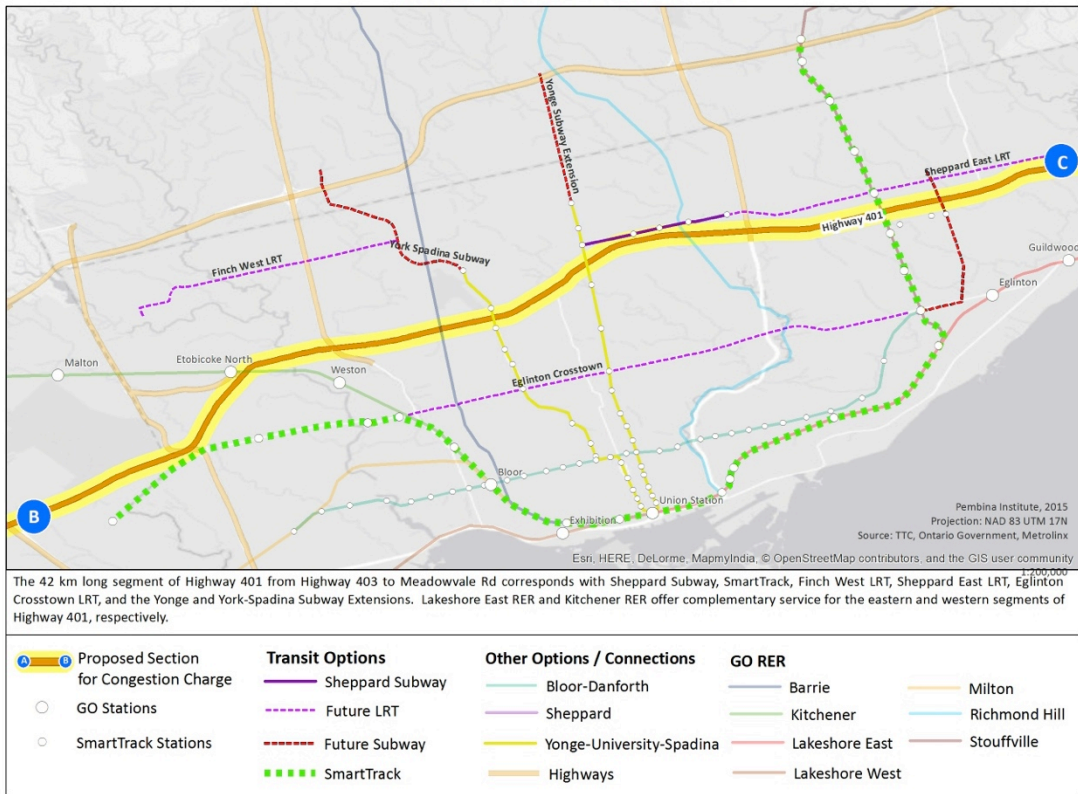 Yonge Subway Extension
Sheppard East LRT
C
Highway 401
York Spadina Subway
Finch West LRT
Guildwood
Eglinton
Malton
Etobicoke North
Weston
Eglinton Crosstown
Bloor
B
Union Station
Exhibition
Pembina Institute, 2015
Projection: NAD 83 UTM 17N
Source: TTC, Ontario Government, Metrolinx
Esri, HERE, DeLorme, MapmyIndia, © OpenStreetMap contributors, and the GIS user community
1:200,000
The 42 km long segment of Highway 401 from Highway 403 to Meadowvale Rd corresponds with Sheppard Subway, SmartTrack, Finch West LRT, Sheppard East LRT, Eglinton
Crosstown LRT, and the Yonge and York-Spadina Subway Extensions. Lakeshore East RER and Kitchener RER offer complementary service for the eastern and western segments of
Highway 401, respectively.
A B Proposed Section
for Congestion Charge
GO Stations
SmartTrack Stations
Transit Options
Sheppard Subway
Future LRT
Future Subway
SmartTrack
Other Options / Connections
Bloor-Danforth
Sheppard
Yonge-University-Spadina
Highways
GO RER
Barrie
Kitchener
Lakeshore East
Lakeshore West
Milton
Richmond Hill
Stouffville